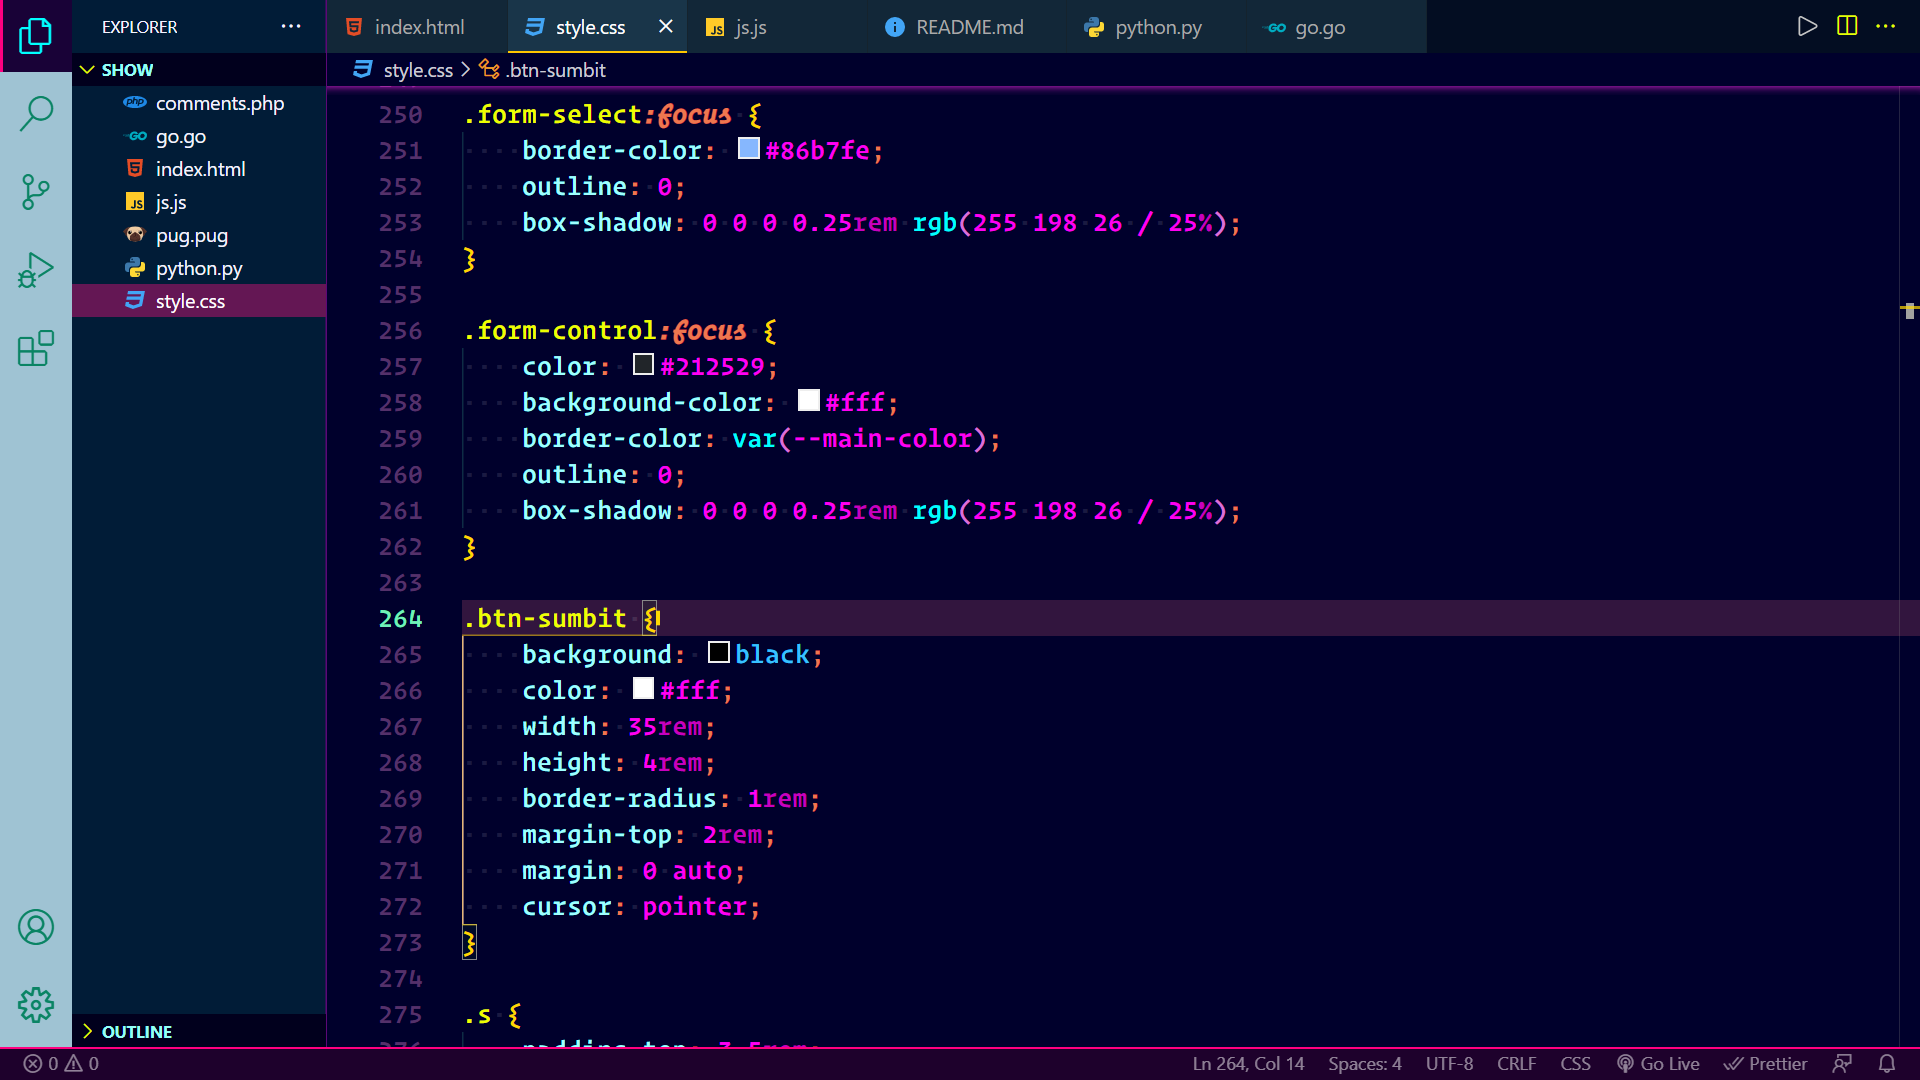 EXPLORER
SHOW
comments.php
go.go
index.html
js.js
pug.pug
python.py
style.css
OUTLINE
index.html
style.css
js.js
README.md
python.py
go.go
style.css > .btn-sumbit
250 .form-select:focus {
251 border-color: #86b7fe;
252 outline: 0;
253 box-shadow: 0 0 0 0.25rem rgb(255 198 26 / 25%);
254 }
255
256 .form-control:focus {
257 color: #212529;
258 background-color: #fff;
259 border-color: var(--main-color);
260 outline: 0;
261 box-shadow: 0 0 0 0.25rem rgb(255 198 26 / 25%);
262 }
263
264 .btn-sumbit {
265 background: black;
266 color: #fff;
267 width: 35rem;
268 height: 4rem;
269 border-radius: 1rem;
270 margin-top: 2rem;
271 margin: 0 auto;
272 cursor: pointer;
273 }
274
275 .s {
0 0
Ln 264, Col 14 Spaces: 4 UTF-8 CRLF CSS Go Live Prettier